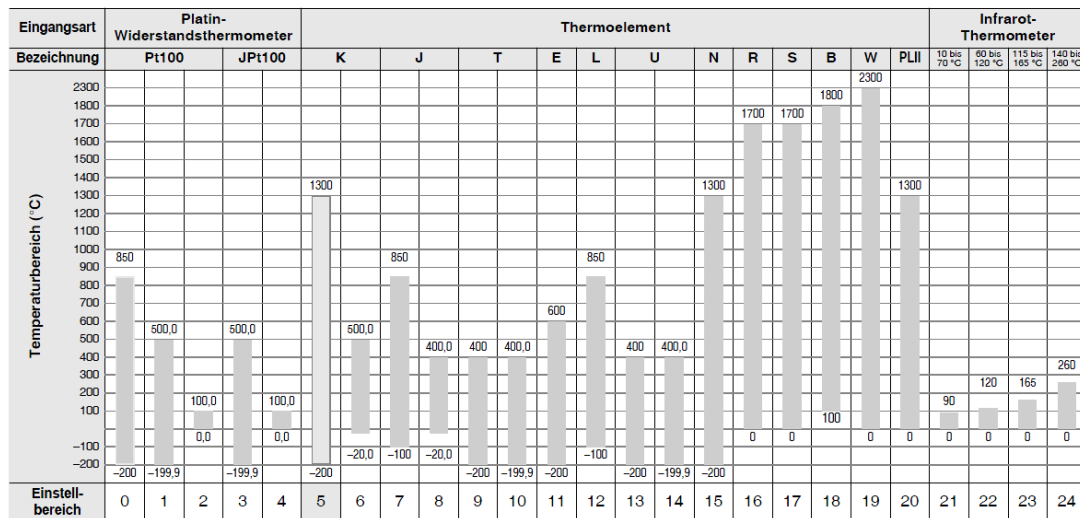 Eingangsart Platin-Widerstandsthermometer Thermoelement Infrarot-Thermometer
Bezeichnung Pt100 JPt100 K J T E L U N R S B W PLII 10 bis 70 °C 60 bis 120 °C 115 bis 165 °C 140 bis 260 °C
Temperaturbereich (°C)
2300 2300
1800 1800
1700 1700 1700
1600
1500
1400
1300 1300 1300 1300
1200
1100
1000
900 850 850 850
800
700
600 600
500 500,0 500,0 500,0
400 400,0 400 400,0 400 400,0
300
200 260
100 100,0 100,0 100 90 120 165
0,0 0,0 0 0 0 0 0 0 0 0
−100 −20,0 −100 −20,0 −100
−200 −200 −199,9 −199,9 −200 −200 −199,9 −200 −200 −199,9 −200
Einstell-bereich 0 1 2 3 4 5 6 7 8 9 10 11 12 13 14 15 16 17 18 19 20 21 22 23 24